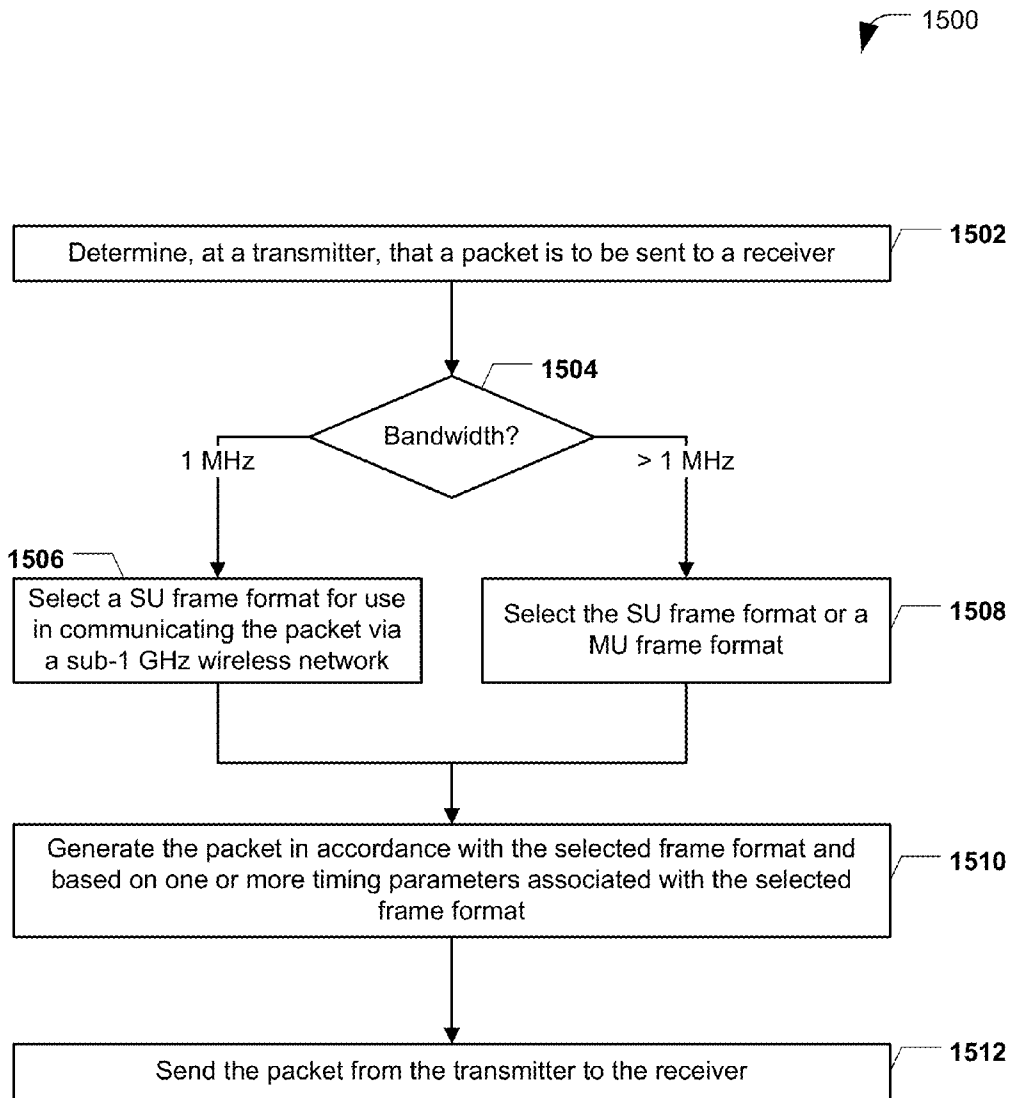 1500
Determine, at a transmitter, that a packet is to be sent to a receiver
1502
1504
Bandwidth?
1 MHz
> 1 MHz
1506
Select a SU frame format for use
in communicating the packet via
a sub-1 GHz wireless network
Select the SU frame format or a
MU frame format
1508
Generate the packet in accordance with the selected frame format and
based on one or more timing parameters associated with the selected
frame format
1510
Send the packet from the transmitter to the receiver
1512